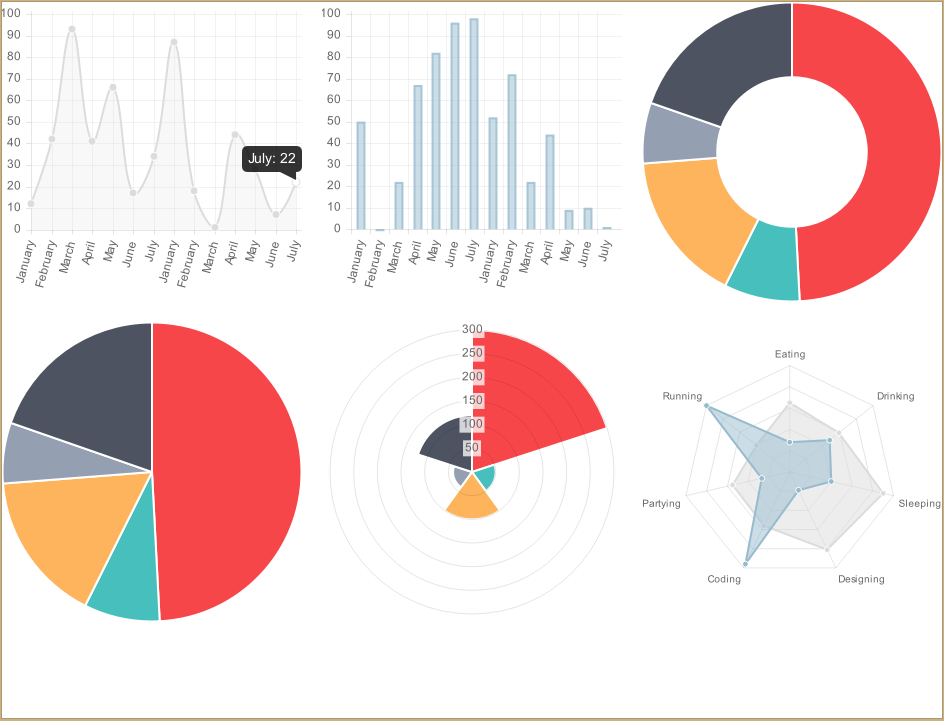 100
90
80
70
60
50
40
30
20
10
0
January
February
March
April
May
June
July
January
February
March
April
May
June
July
July: 22
100
90
80
70
60
50
40
30
20
10
0
January
February
March
April
May
June
July
January
February
March
April
May
June
July
300
250
200
150
100
50
Eating
Drinking
Sleeping
Designing
Coding
Partying
Running